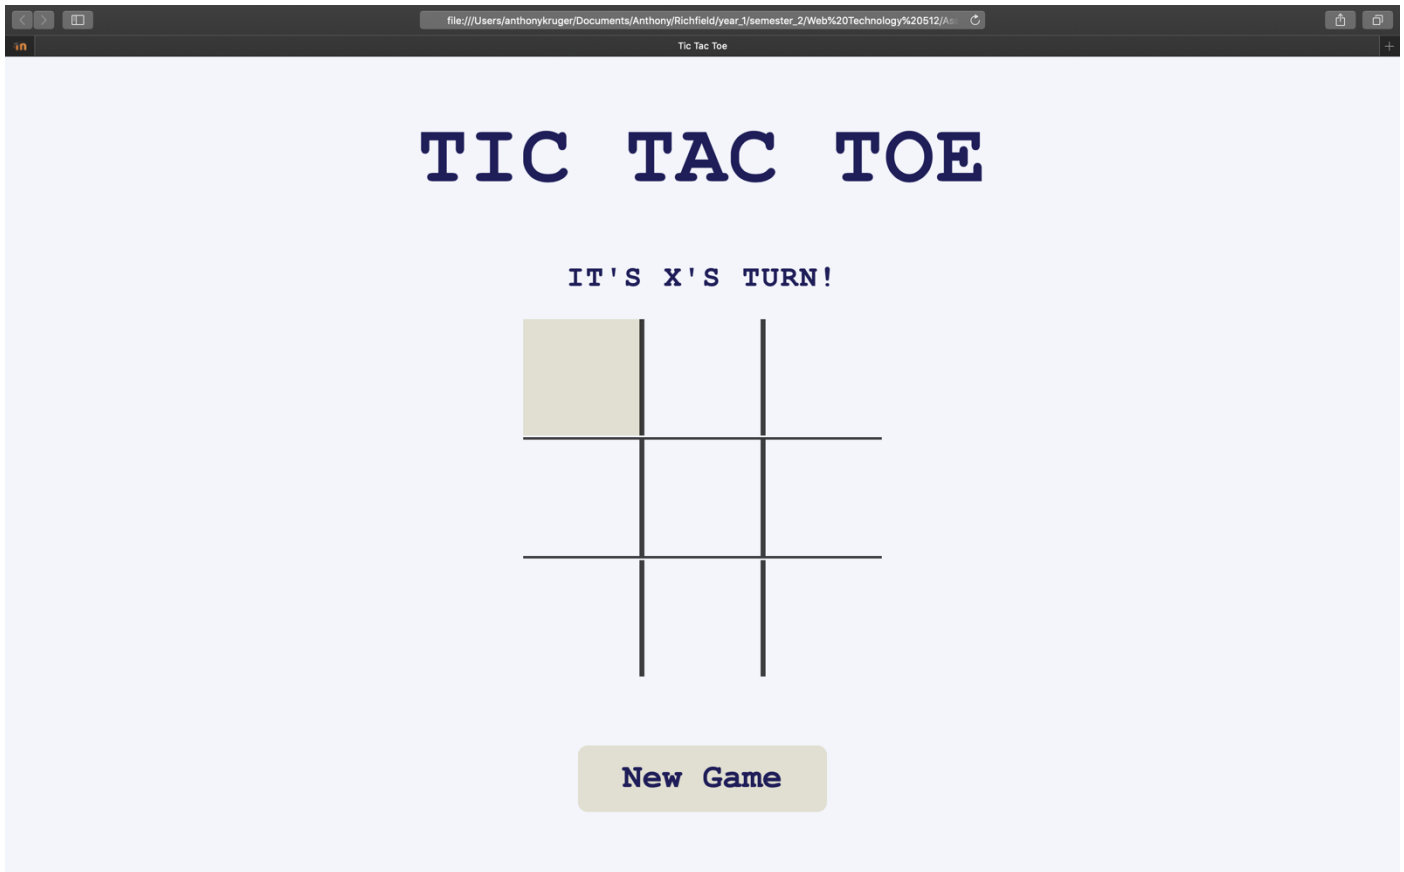 file:///Users/anthonykruger/Documents/Anthony/Richfield/year_1/semester_2/Web%20Technology%20512/
Tic Tac Toe
TIC TAC TOE
IT'S X'S TURN!
New Game